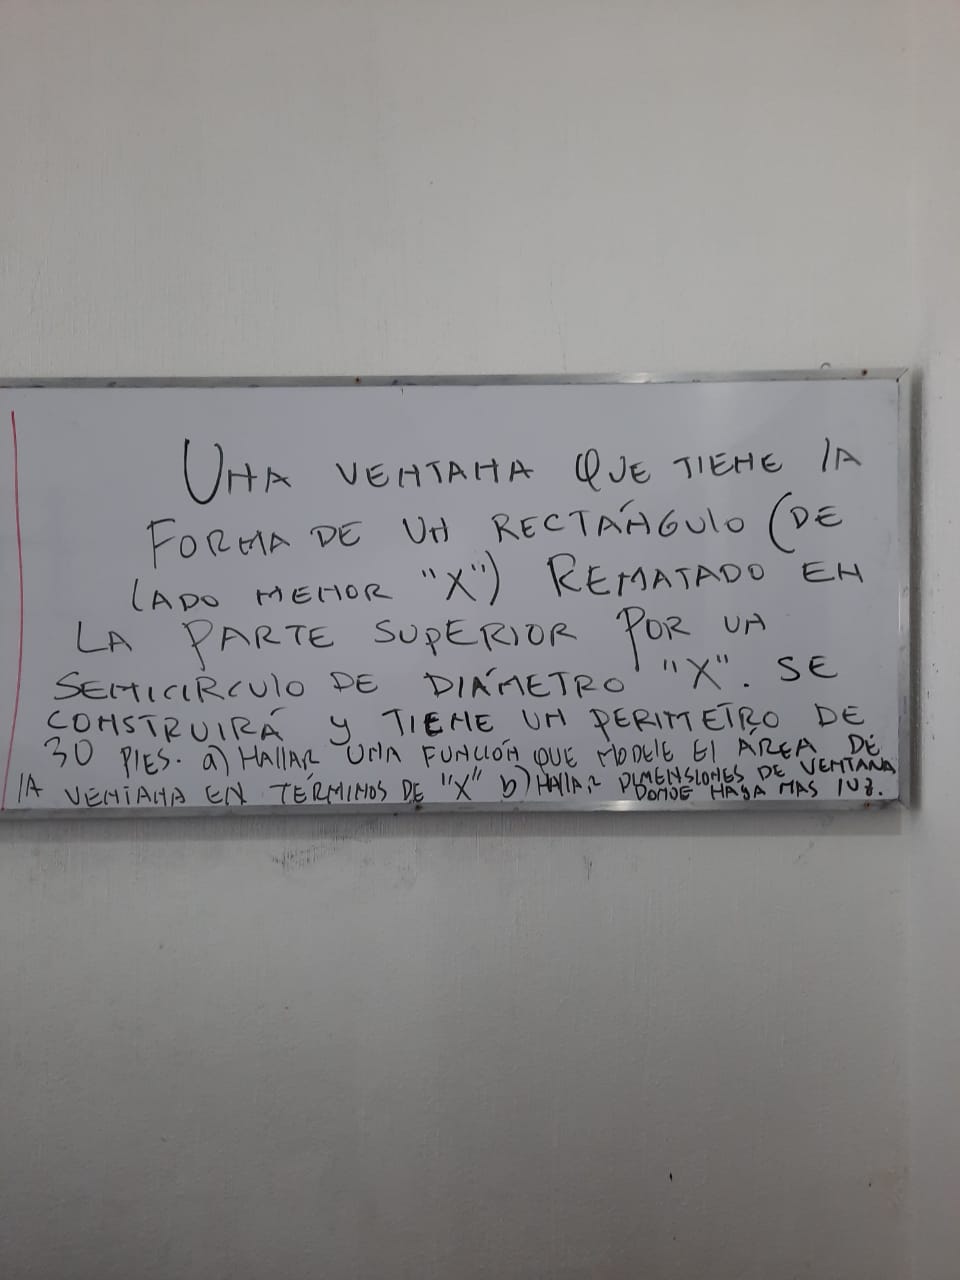 UNA VENTANA QUE TIENE LA
FORMA DE UN RECTÁNGULO (DE
LADO MENOR "X") REMATADO EN
LA PARTE SUPERIOR POR UN
SEMICIRCULO DE DIÁMETRO "X". SE
CONSTRUIRÁ Y TIENE UN PERIMETRO DE
30 PIES. a) HALLAR UNA FUNCIÓN QUE MODELE El ÁREA DE
LA VENTANA EN TÉRMINOS DE "X" b) HALLAR DIMENSIONES DE VENTANA
DONDE HAYA MAS LUZ.